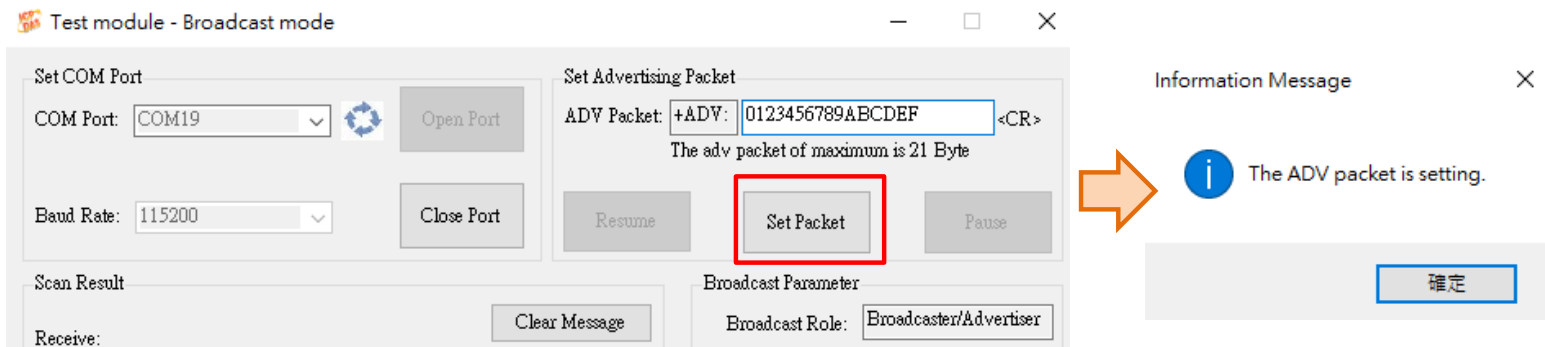 Test module - Broadcast mode
Set COM Port
COM Port: COM19
Open Port
Baud Rate: 115200
Close Port
Set Advertising Packet
ADV Packet: +ADV: 0123456789ABCDEF <CR>
The adv packet of maximum is 21 Byte
Resume
Set Packet
Pause
Scan Result
Clear Message
Receive:
Broadcast Parameter
Broadcast Role: Broadcaster/Advertiser
Information Message
The ADV packet is setting.
確定